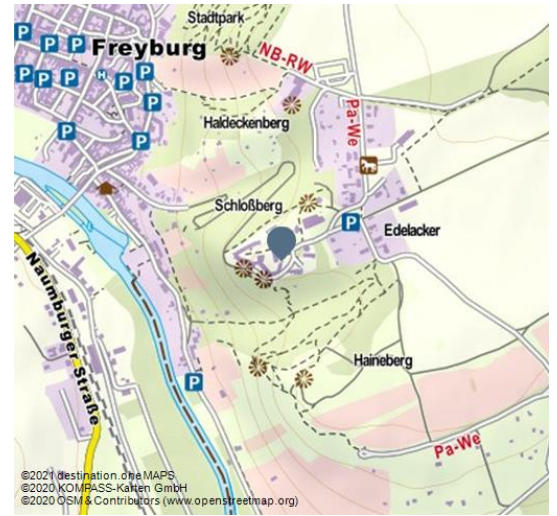 Stadtpark
Freyburg
NB-RW
P
P
P
P
P
P
H
P
P
P
P
Haldeckenberg
Pa-We
Schloßberg
P
Edelacker
Naumburger Straße
Haineberg
P
Pa-We
©2021 destination.one MAPS
©2020 KOMPASS-Karten GmbH
©2020 OSM & Contributors (www.openstreetmap.org)